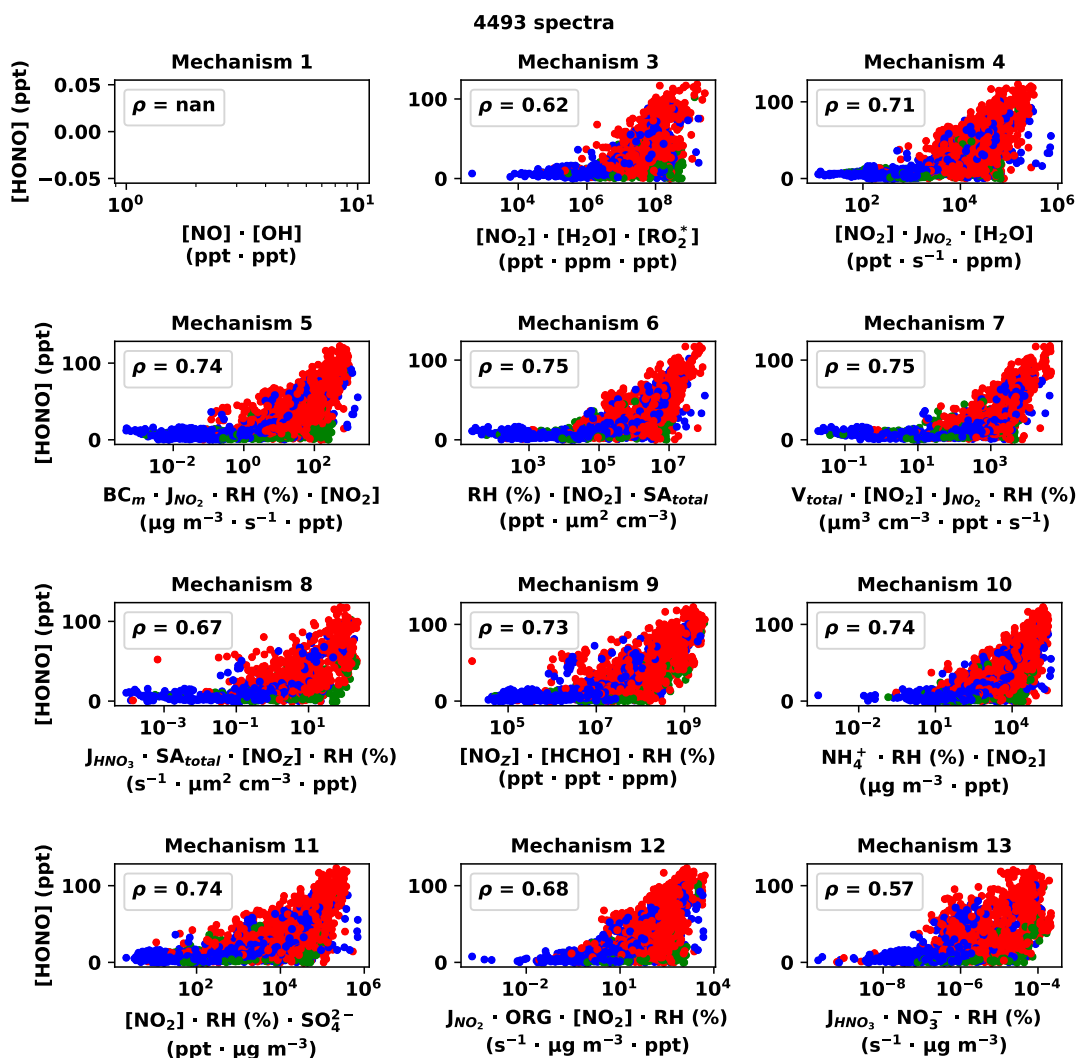 4493 spectra
Mechanism 1
[HONO] (ppt)
0.05
0.00
−0.05
ρ = nan
10⁰
10¹
[NO] · [OH]
(ppt · ppt)
Mechanism 3
100
0
ρ = 0.62
10⁴
10⁶
10⁸
[NO₂] · [H₂O] · [RO₂*]
(ppt · ppm · ppt)
Mechanism 4
100
0
ρ = 0.71
10²
10⁴
10⁶
[NO₂] · J_NO₂ · [H₂O]
(ppt · s⁻¹ · ppm)
Mechanism 5
[HONO] (ppt)
100
0
ρ = 0.74
10⁻²
10⁰
10²
BCₘ · J_NO₂ · RH (%) · [NO₂]
(μg m⁻³ · s⁻¹ · ppt)
Mechanism 6
100
0
ρ = 0.75
10³
10⁵
10⁷
RH (%) · [NO₂] · SA_total
(ppt · μm² cm⁻³)
Mechanism 7
100
0
ρ = 0.75
10⁻¹
10¹
10³
V_total · [NO₂] · J_NO₂ · RH (%)
(μm³ cm⁻³ · ppt · s⁻¹)
Mechanism 8
[HONO] (ppt)
100
0
ρ = 0.67
10⁻³
10⁻¹
10¹
J_HNO₃ · SA_total · [NO_Z] · RH (%)
(s⁻¹ · μm² cm⁻³ · ppt)
Mechanism 9
100
0
ρ = 0.73
10⁵
10⁷
10⁹
[NO_Z] · [HCHO] · RH (%)
(ppt · ppt · ppm)
Mechanism 10
100
0
ρ = 0.74
10⁻²
10¹
10⁴
NH₄⁺ · RH (%) · [NO₂]
(μg m⁻³ · ppt)
Mechanism 11
[HONO] (ppt)
100
0
ρ = 0.74
10²
10⁴
10⁶
[NO₂] · RH (%) · SO₄²⁻
(ppt · μg m⁻³)
Mechanism 12
100
0
ρ = 0.68
10⁻²
10¹
10⁴
J_NO₂ · ORG · [NO₂] · RH (%)
(s⁻¹ · μg m⁻³ · ppt)
Mechanism 13
100
0
ρ = 0.57
10⁻⁸
10⁻⁶
10⁻⁴
J_HNO₃ · NO₃⁻ · RH (%)
(s⁻¹ · μg m⁻³)